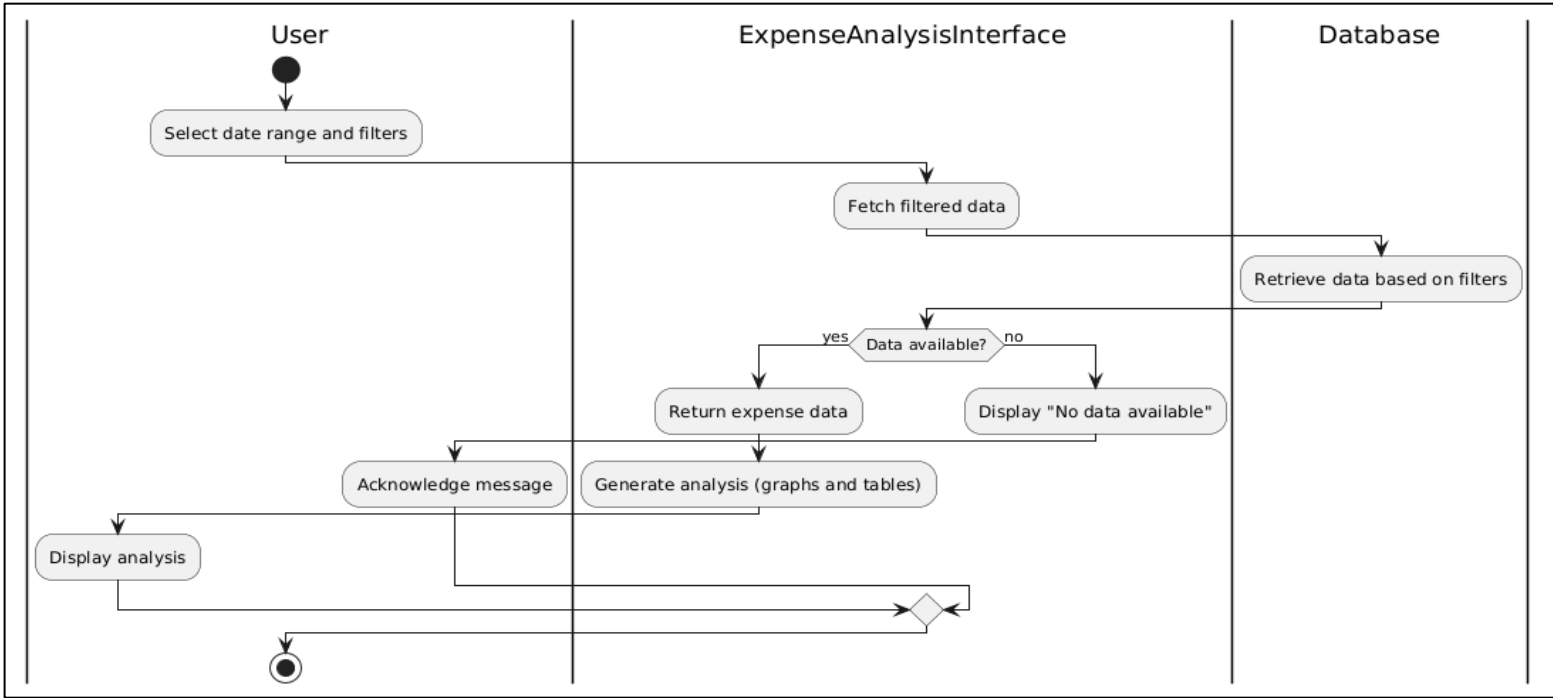 User
ExpenseAnalysisInterface
Database
Select date range and filters
Fetch filtered data
Retrieve data based on filters
yes
Data available?
no
Return expense data
Display "No data available"
Acknowledge message
Generate analysis (graphs and tables)
Display analysis